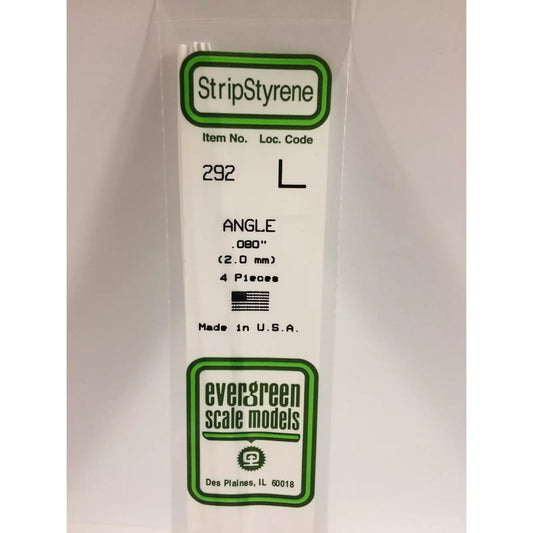 StripStyrene
Item No. Loc. Code
292 L
ANGLE
.080"
(2.0 mm)
4 Pieces
Made in U.S.A.
evergreen
scale models
Des Plaines, IL 60018